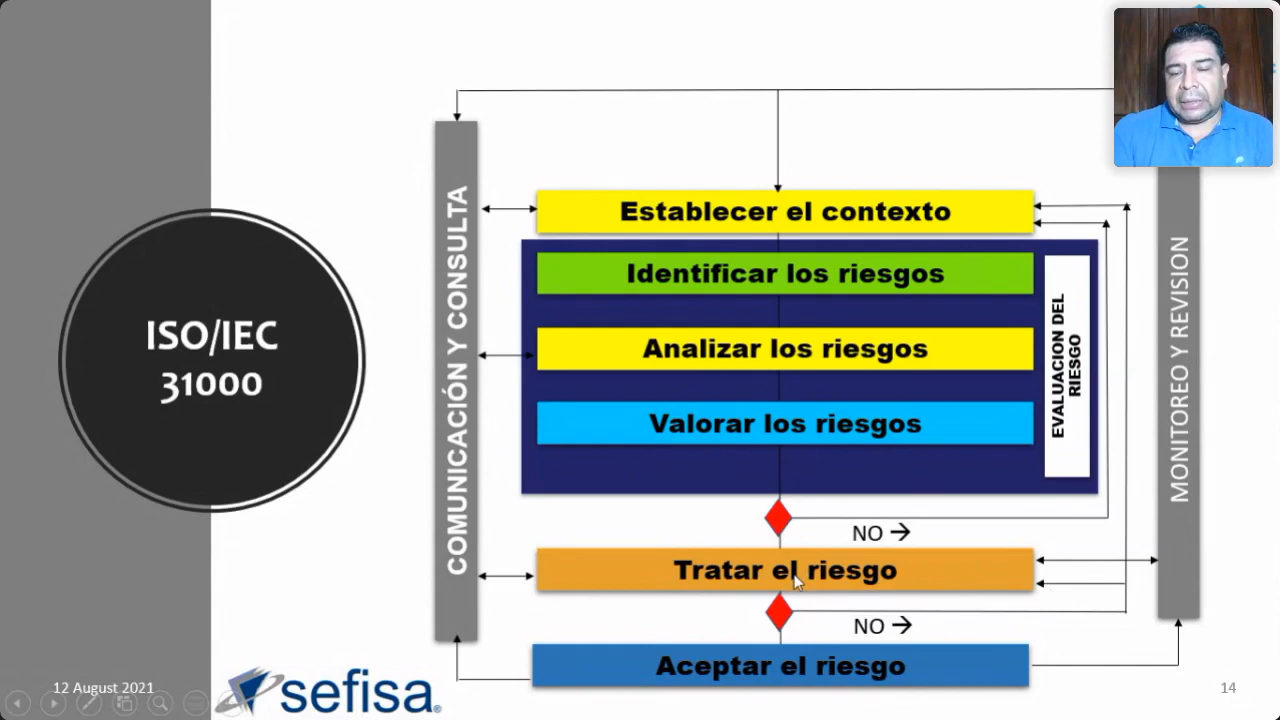 ISO/IEC
31000
COMUNICACIÓN Y CONSULTA
Establecer el contexto
Identificar los riesgos
Analizar los riesgos
Valorar los riesgos
EVALUACION DEL
RIESGO
NO →
Tratar el riesgo
NO →
Aceptar el riesgo
MONITOREO Y REVISION
12 August 2021
sefisa®
14